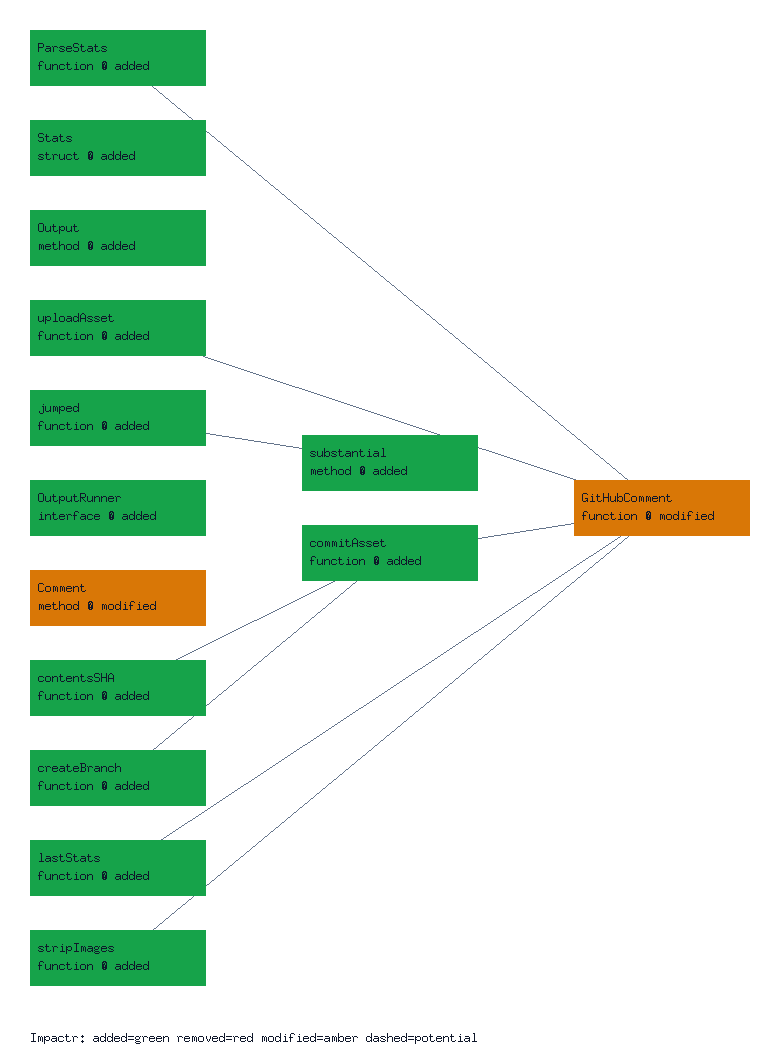 ParseStats
function 0 added
Stats
struct 0 added
Output
method 0 added
uploadAsset
function 0 added
jumped
function 0 added
OutputRunner
interface 0 added
Comment
method 0 modified
contentsSHA
function 0 added
createBranch
function 0 added
lastStats
function 0 added
stripImages
function 0 added
substantial
method 0 added
commitAsset
function 0 added
GitHubComment
function 0 modified
Impactr: added=green removed=red modified=amber dashed=potential